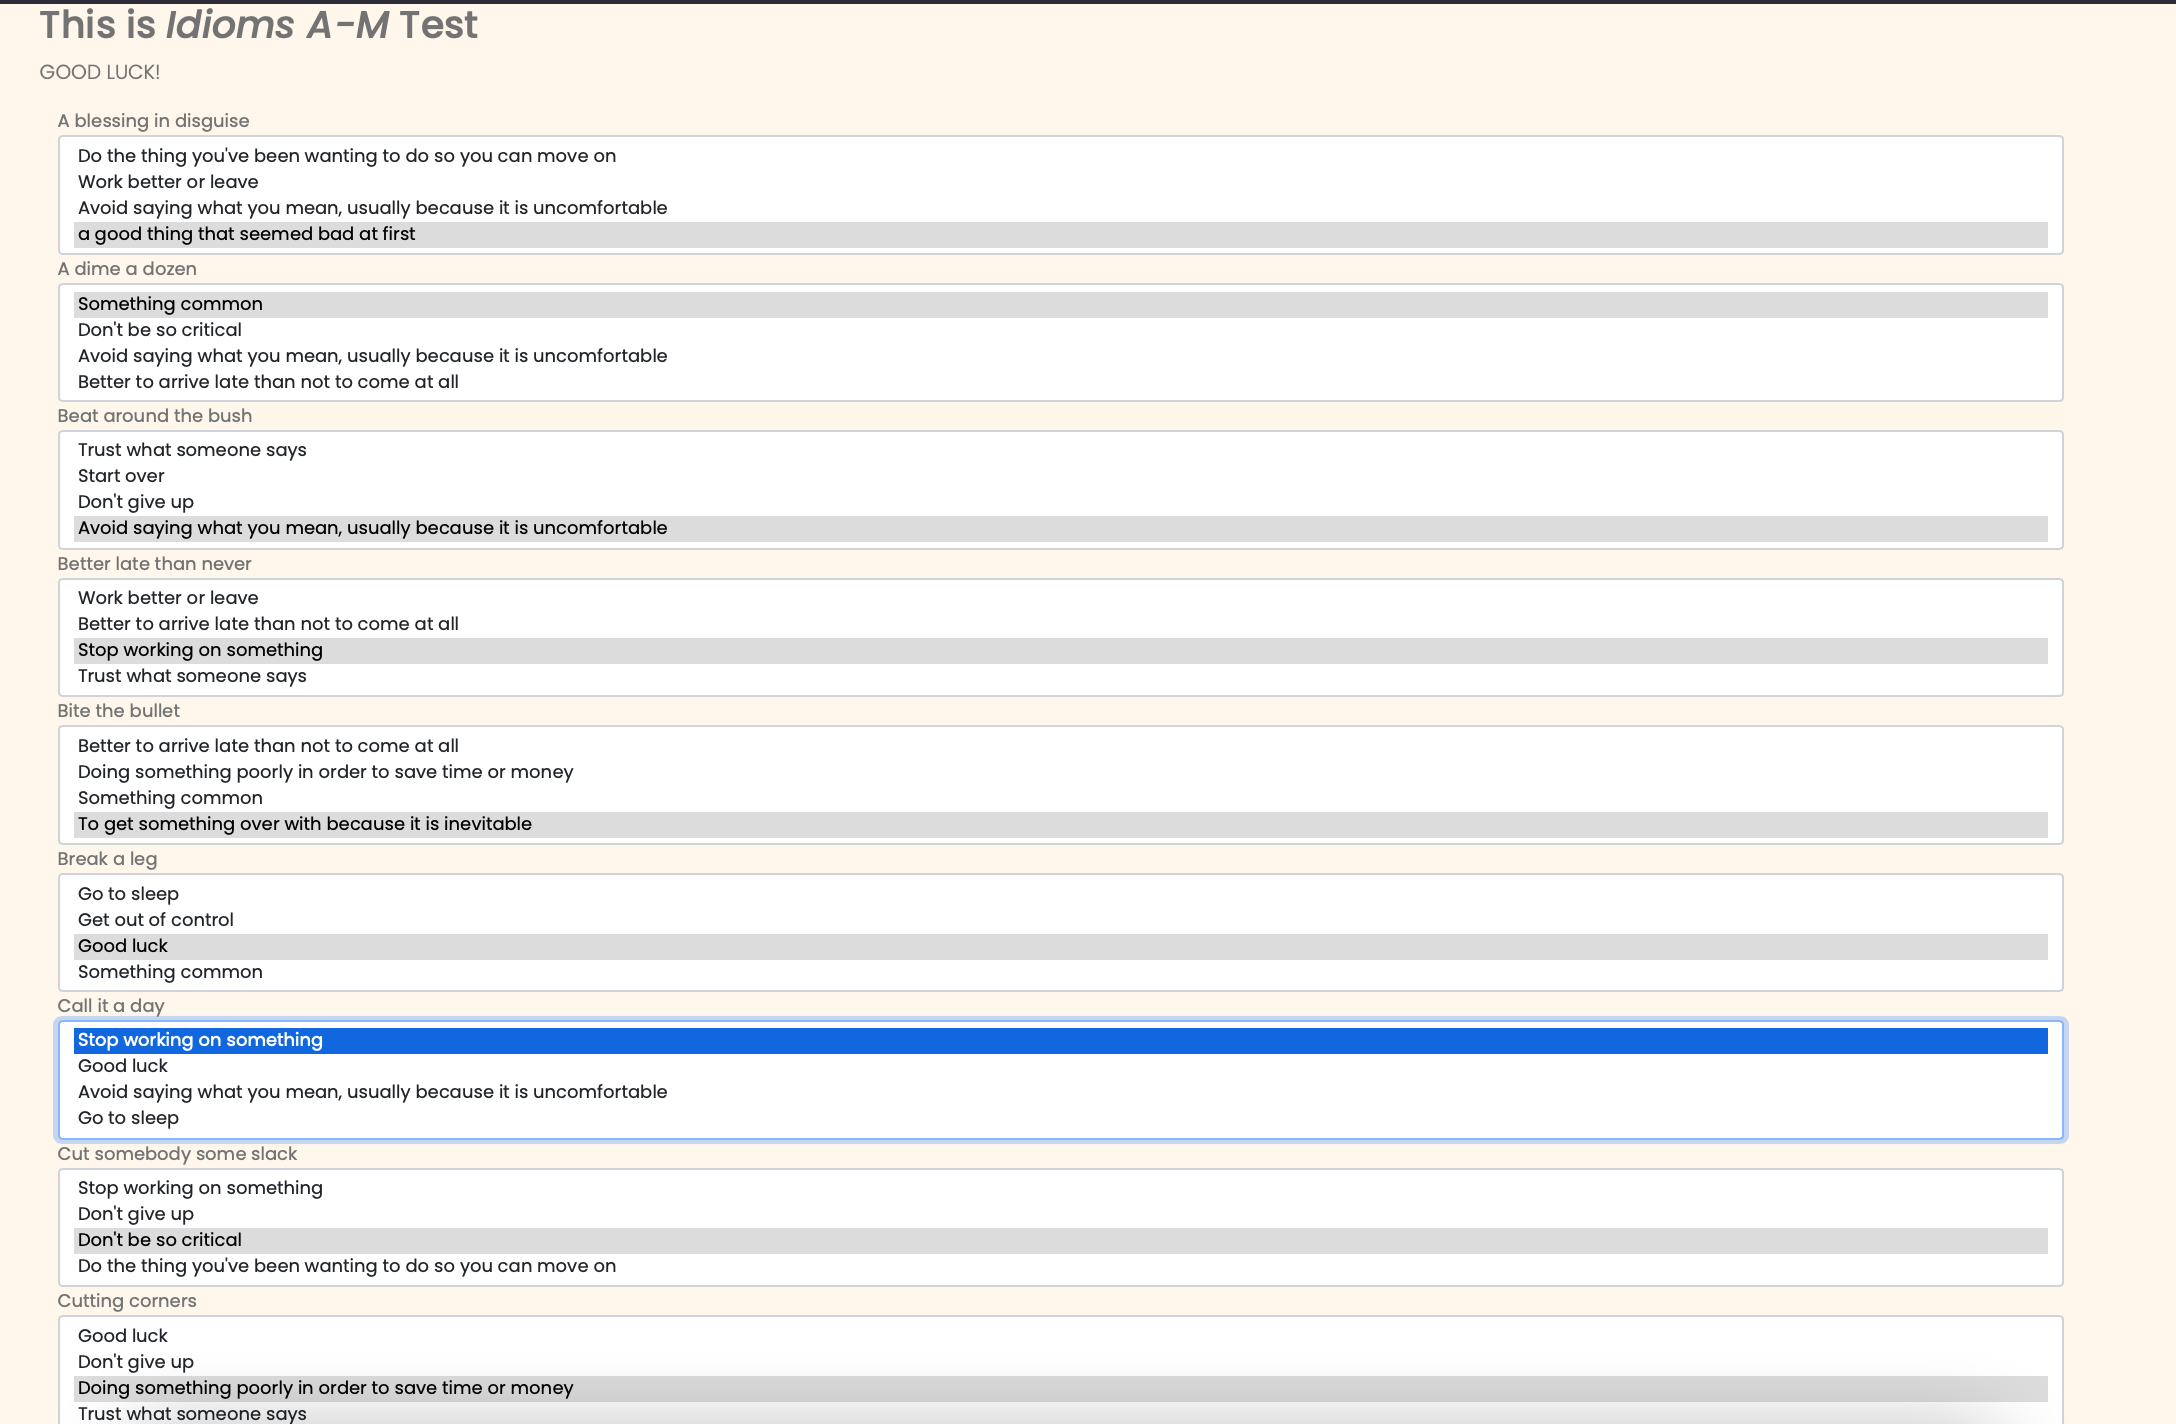 This is Idioms A-M Test
GOOD LUCK!
A blessing in disguise
Do the thing you've been wanting to do so you can move on
Work better or leave
Avoid saying what you mean, usually because it is uncomfortable
a good thing that seemed bad at first
A dime a dozen
Something common
Don't be so critical
Avoid saying what you mean, usually because it is uncomfortable
Better to arrive late than not to come at all
Beat around the bush
Trust what someone says
Start over
Don't give up
Avoid saying what you mean, usually because it is uncomfortable
Better late than never
Work better or leave
Better to arrive late than not to come at all
Stop working on something
Trust what someone says
Bite the bullet
Better to arrive late than not to come at all
Doing something poorly in order to save time or money
Something common
To get something over with because it is inevitable
Break a leg
Go to sleep
Get out of control
Good luck
Something common
Call it a day
Stop working on something
Good luck
Avoid saying what you mean, usually because it is uncomfortable
Go to sleep
Cut somebody some slack
Stop working on something
Don't give up
Don't be so critical
Do the thing you've been wanting to do so you can move on
Cutting corners
Good luck
Don't give up
Doing something poorly in order to save time or money
Trust what someone says